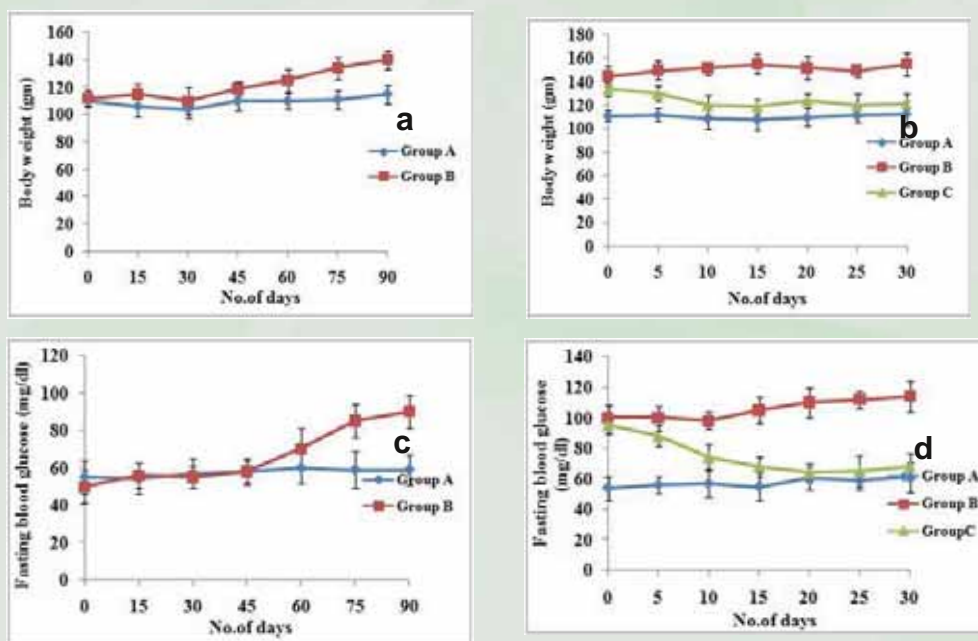 160
140
120
100
80
60
40
20
0
Body weight (gm)
0 15 30 45 60 75 90
No.of days
a
Group A
Group B
180
160
140
120
100
80
60
40
20
0
Body weight (gm)
0 5 10 15 20 25 30
No.of days
b
Group A
Group B
Group C
120
100
80
60
40
20
0
Fasting blood glucose (mg/dl)
0 15 30 45 60 75 90
No.of days
c
Group A
Group B
140
120
100
80
60
40
20
0
Fasting blood glucose
(mg/dl)
0 5 10 15 20 25 30
No.of days
d
Group A
Group B
GroupC